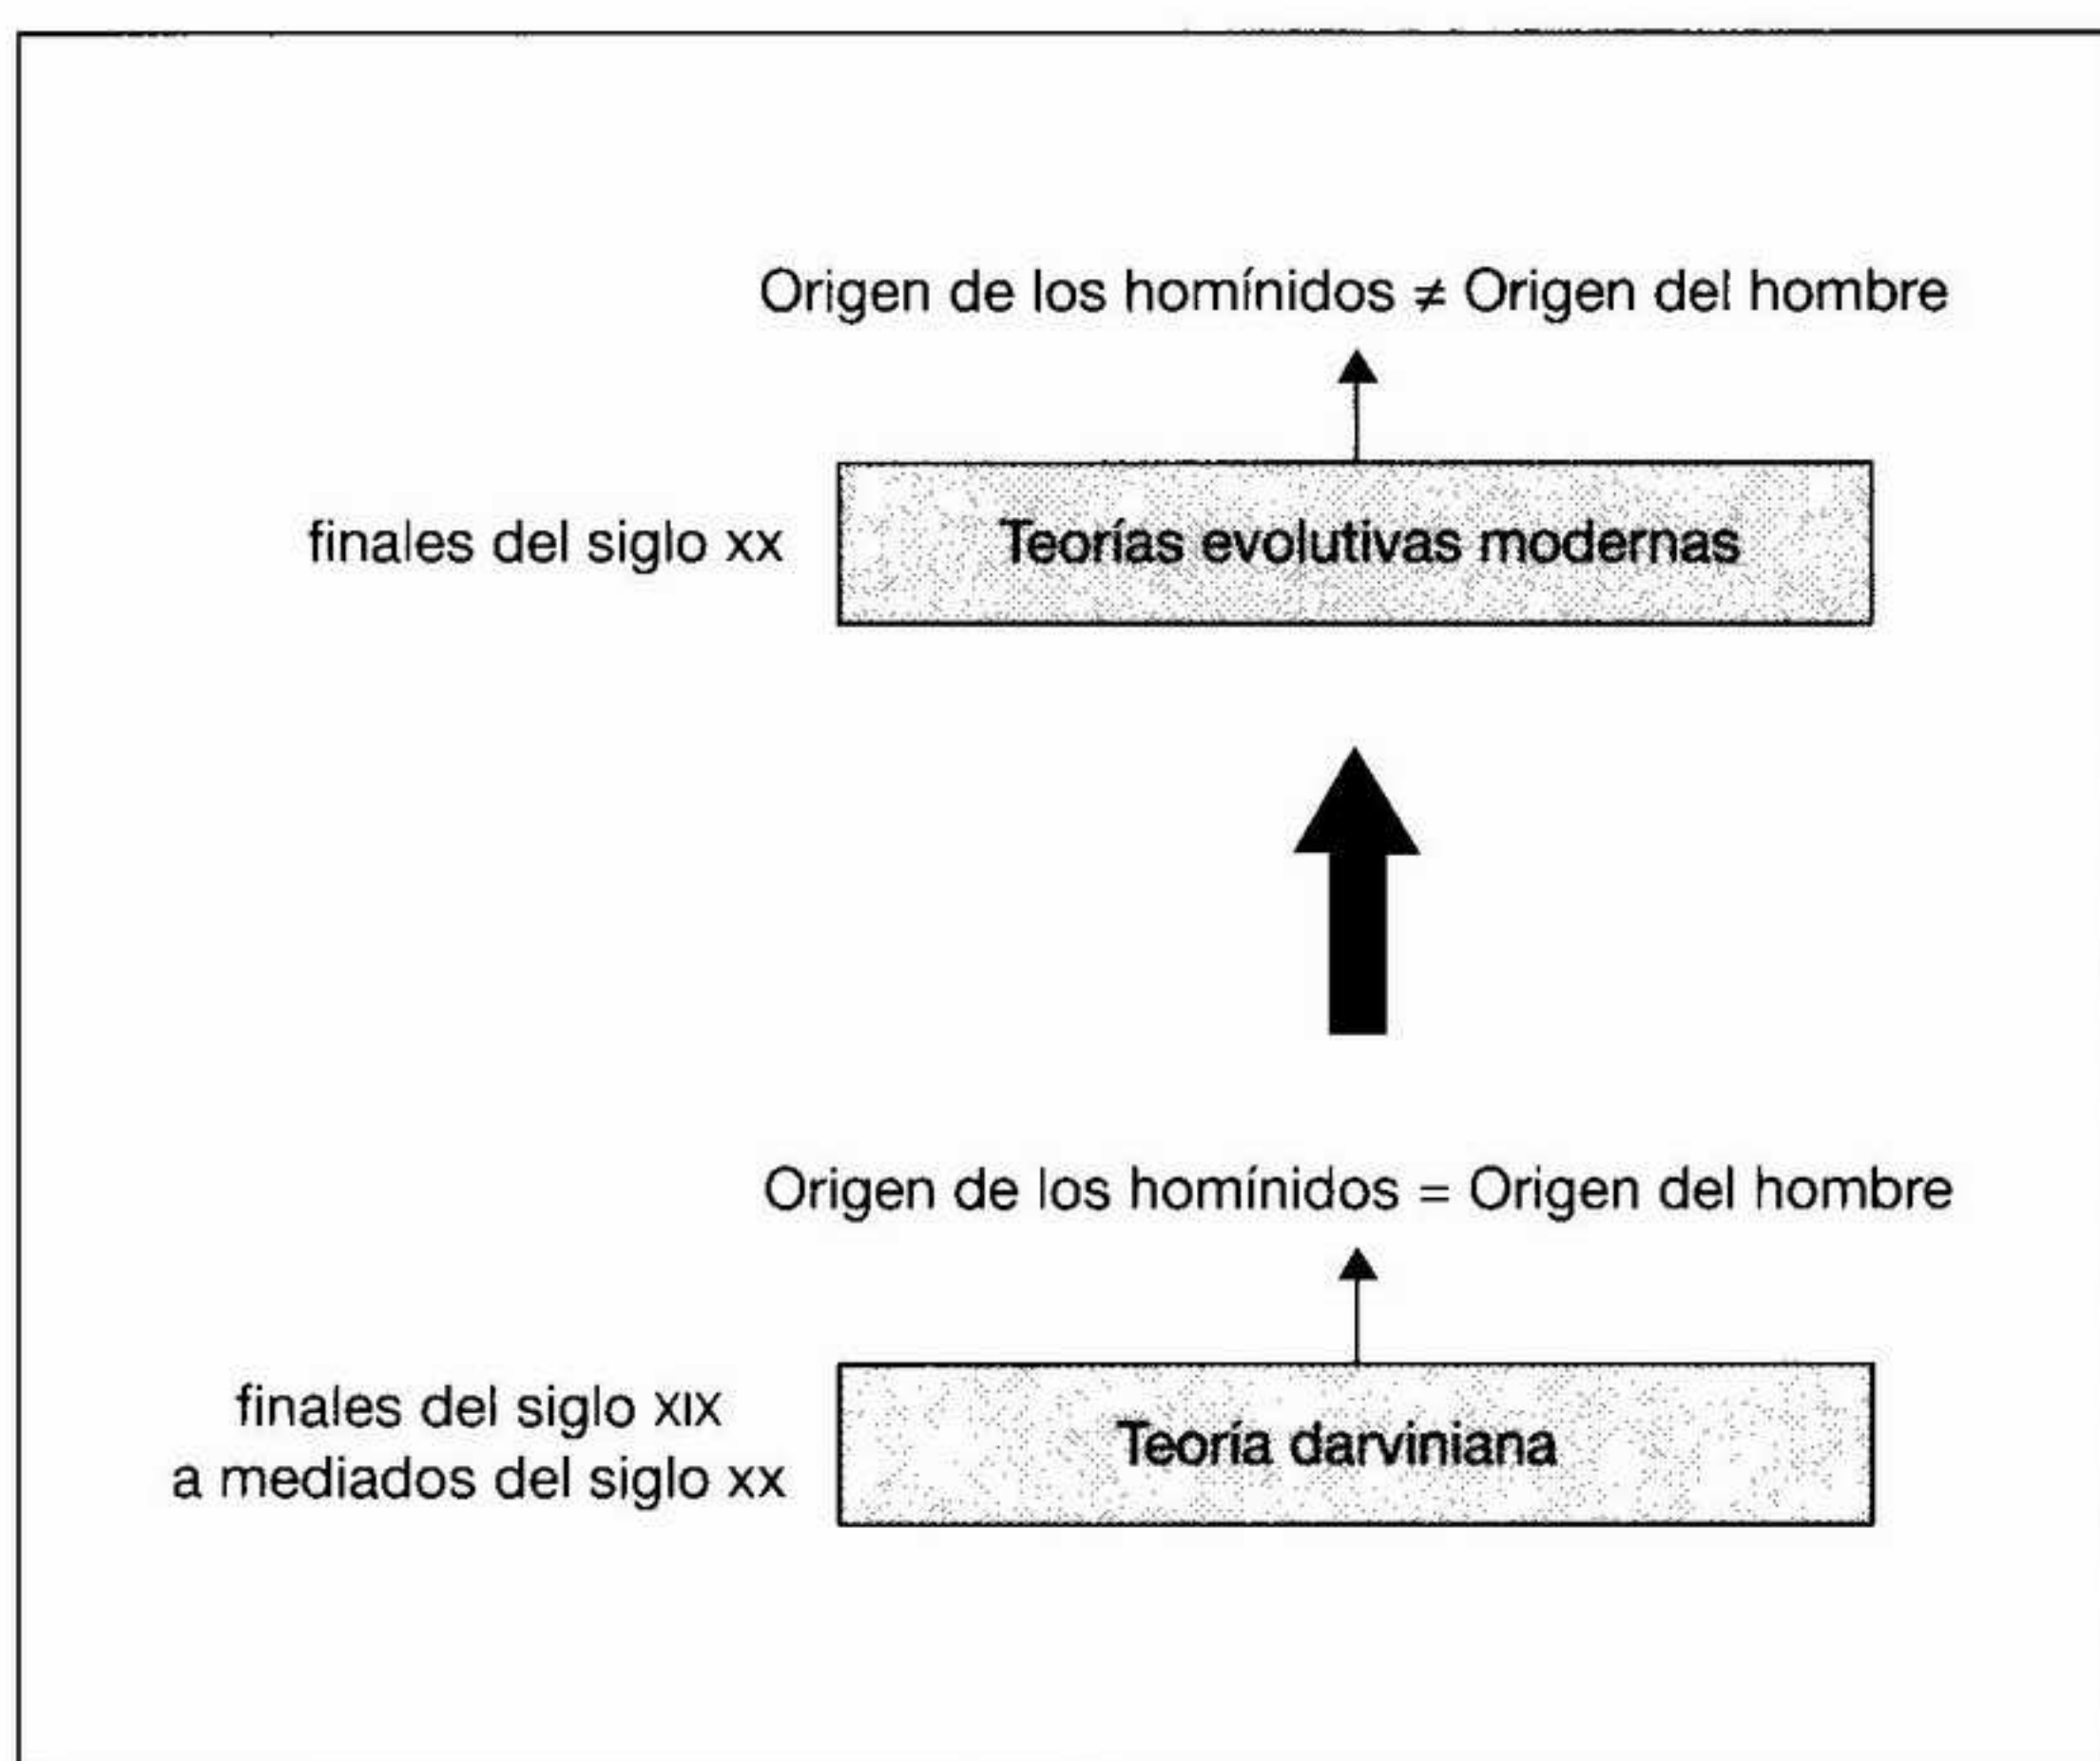 Origen de los homínidos ≠ Origen del hombre
finales del siglo XX
Teorías evolutivas modernas
Origen de los homínidos = Origen del hombre
finales del siglo XIX
a mediados del siglo XX
Teoría darviniana